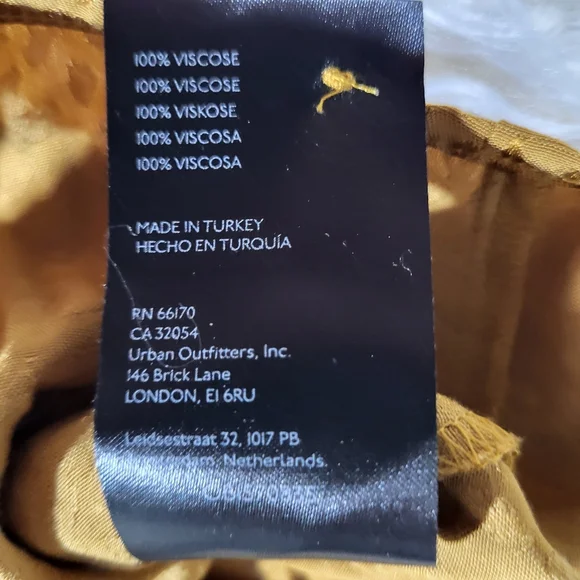 100% VISCOSE
100% VISCOSE
100% VISKOSE
100% VISCOSA
100% VISCOSA
MADE IN TURKEY
HECHO EN TURQUÍA
RN 66170
CA 32054
Urban Outfitters, Inc.
146 Brick Lane
LONDON, E1 6RU
Leidsestraat 32, 1017 PB
Amsterdam, Netherlands.